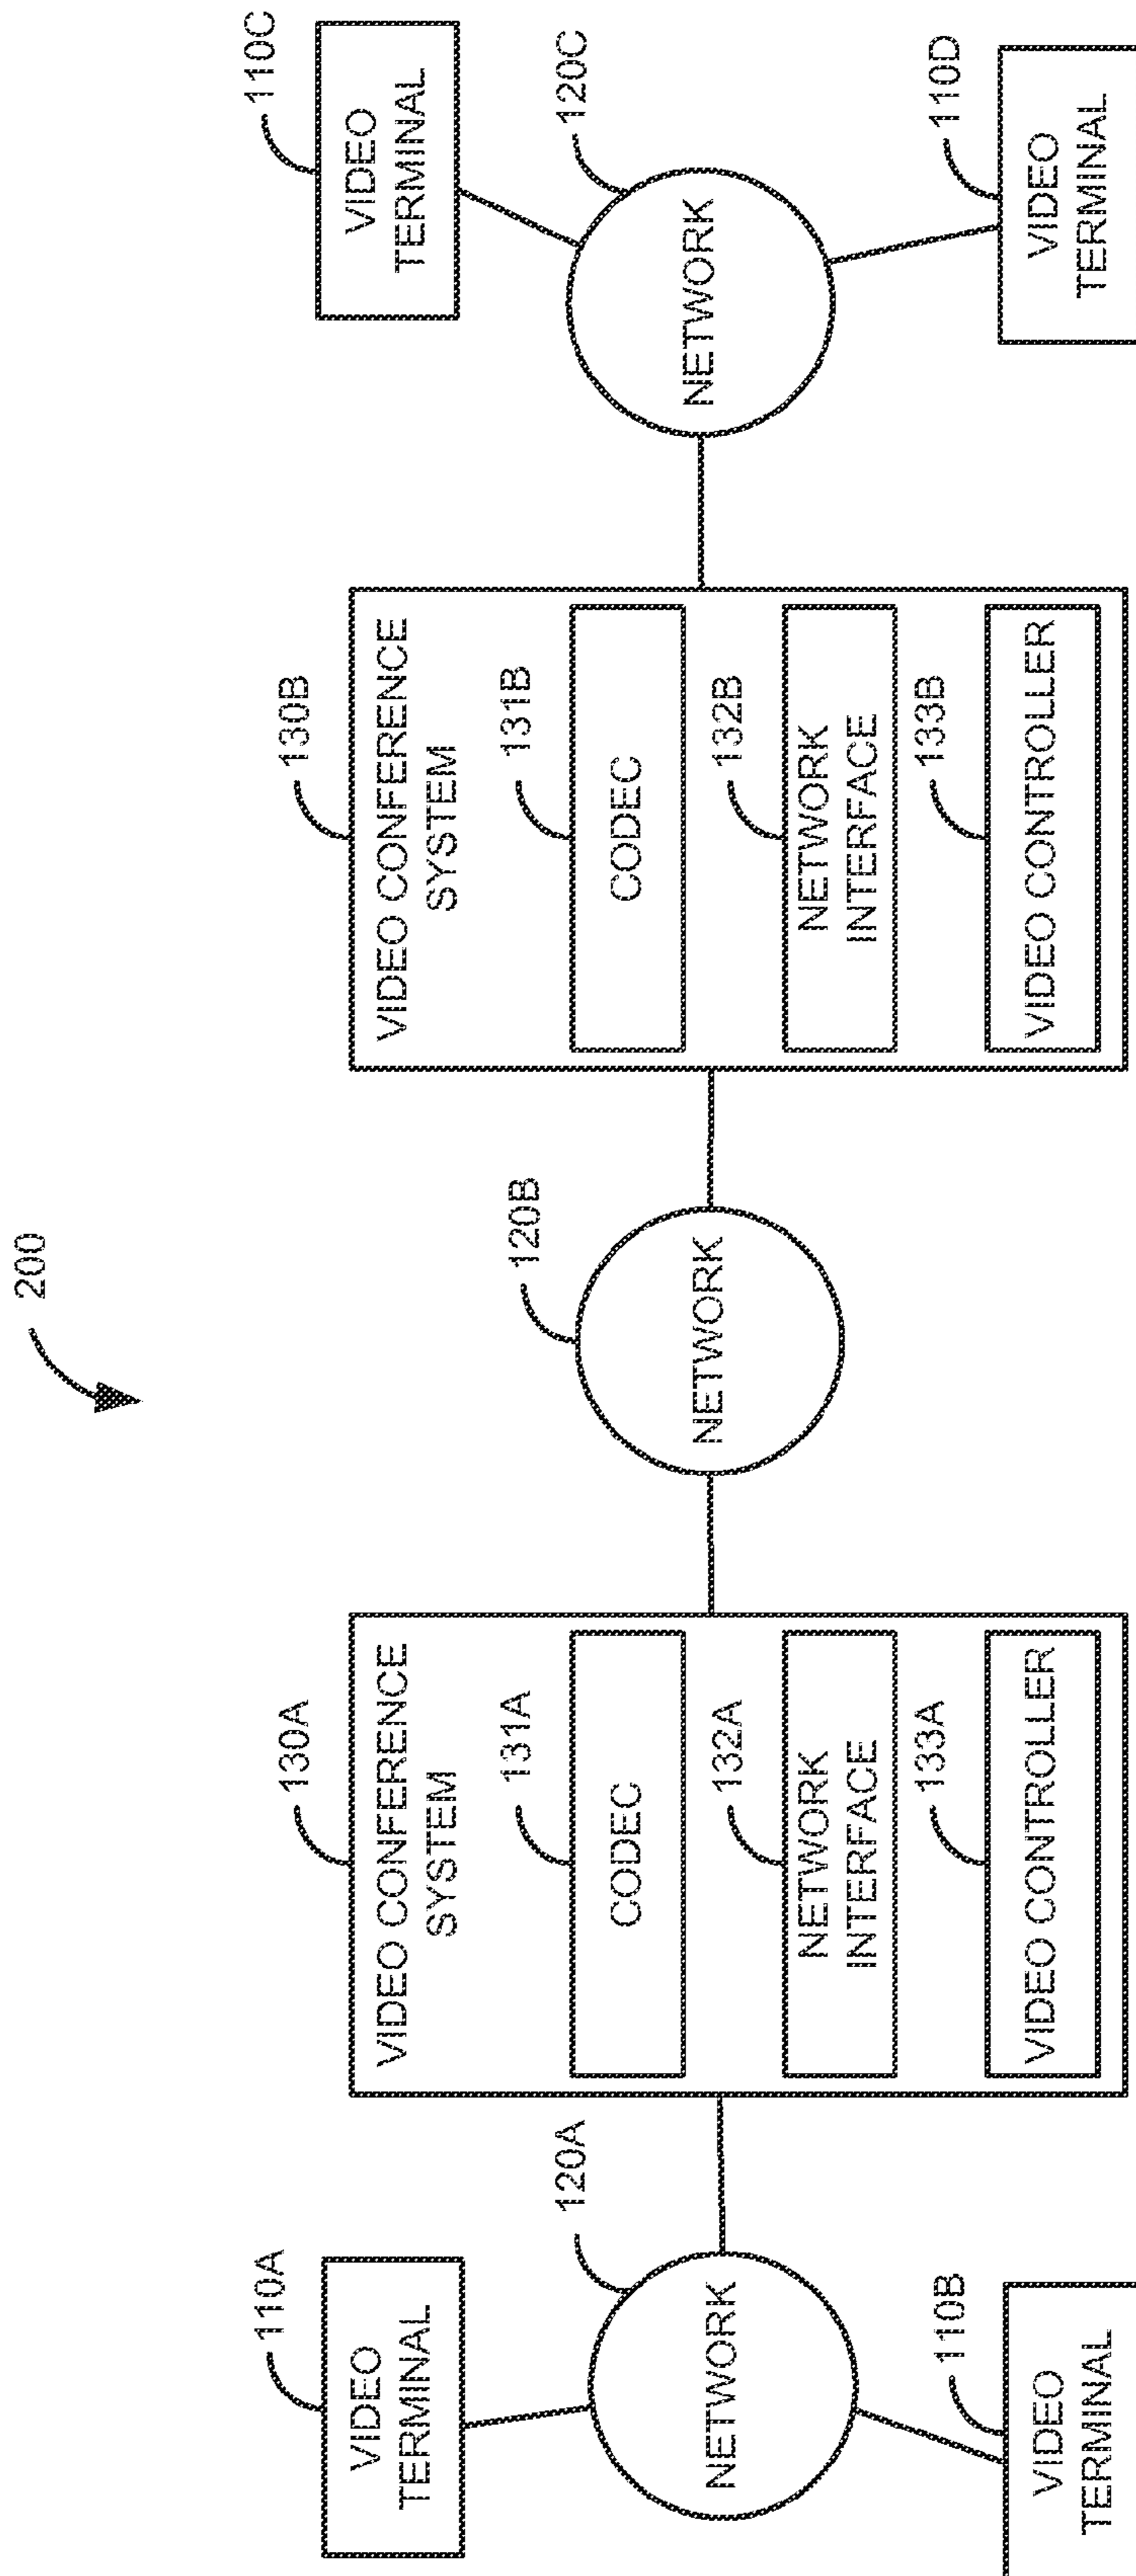 200
110A
VIDEO
TERMINAL
120A
NETWORK
110B
VIDEO
TERMINAL
130A
VIDEO CONFERENCE
SYSTEM
131A
CODEC
132A
NETWORK
INTERFACE
133A
VIDEO CONTROLLER
120B
NETWORK
130B
VIDEO CONFERENCE
SYSTEM
131B
CODEC
132B
NETWORK
INTERFACE
133B
VIDEO CONTROLLER
110C
VIDEO
TERMINAL
120C
NETWORK
110D
VIDEO
TERMINAL